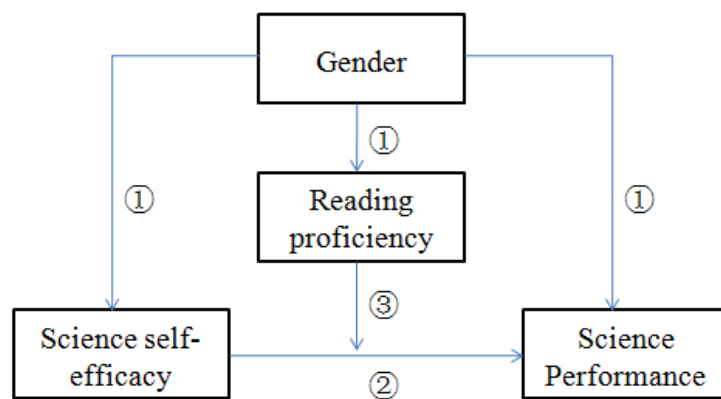 Gender
①
①
①
Reading
proficiency
③
Science self-
efficacy
②
Science
Performance